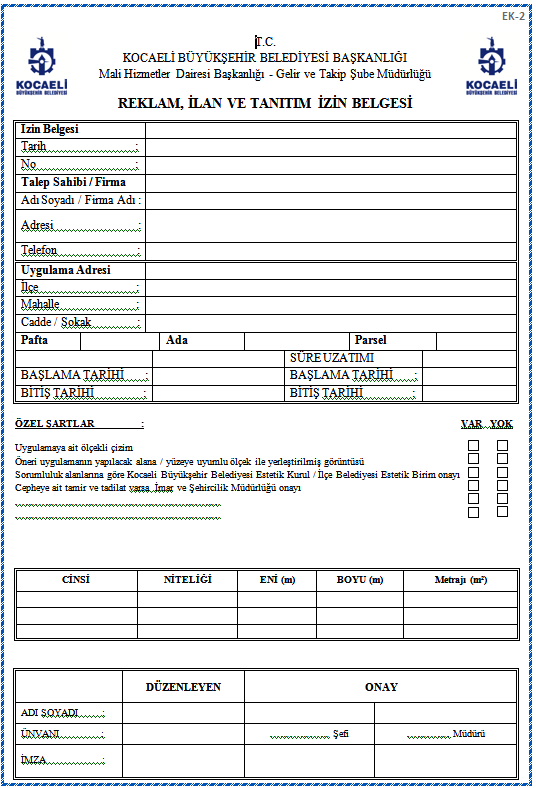 EK-2
T.C.
KOCAELİ BÜYÜKŞEHİR BELEDİYESİ BAŞKANLIĞI
Mali Hizmetler Dairesi Başkanlığı - Gelir ve Takip Şube Müdürlüğü
KOCAELİ
BÜYÜKŞEHİR BELEDİYESİ
KOCAELİ
BÜYÜKŞEHİR BELEDİYESİ
REKLAM, İLAN VE TANITIM İZİN BELGESİ
Izin Belgesi
Tarih :
No :
Talep Sahibi / Firma
Adı Soyadı / Firma Adı :
Adresi :
Telefon :
Uygulama Adresi
İlçe :
Mahalle :
Cadde / Sokak :
Pafta Ada Parsel
SÜRE UZATIMI
BAŞLAMA TARİHİ : BAŞLAMA TARİHİ :
BİTİŞ TARİHİ : BİTİŞ TARİHİ :
ÖZEL ŞARTLAR : VAR YOK
Uygulamaya ait ölçekli çizim
Öneri uygulamanın yapılacak alana / yüzeye uyumlu ölçek ile yerleştirilmiş görüntüsü
Sorumluluk alanlarına göre Kocaeli Büyükşehir Belediyesi Estetik Kurul / İlçe Belediyesi Estetik Birim onayı
Cepheye ait tamir ve tadilat varsa, İmar ve Şehircilik Müdürlüğü onayı
CİNSİ NİTELİĞİ ENİ (m) BOYU (m) Metrajı (m²)
DÜZENLEYEN ONAY
ADI SOYADI :
ÜNVANI : Şefi Müdürü
İMZA :